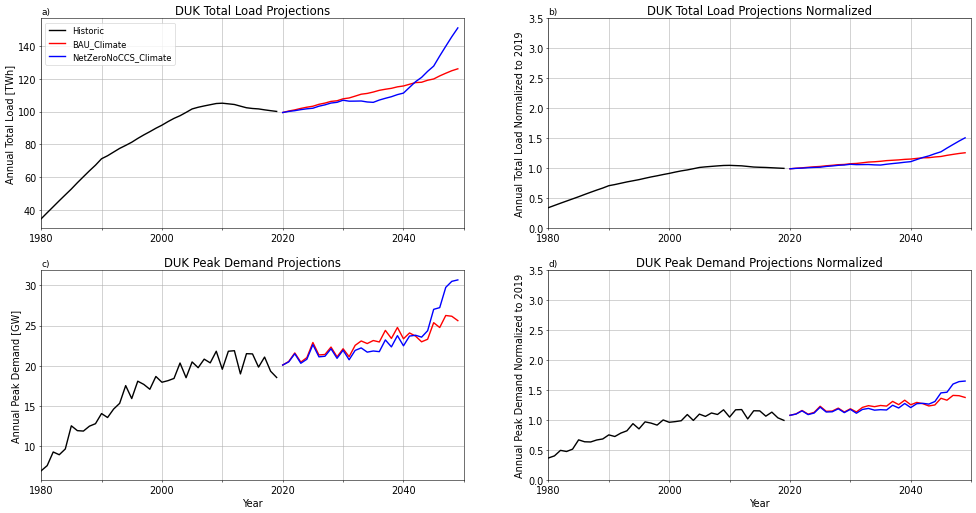 a)
DUK Total Load Projections
Annual Total Load [TWh]
140
120
100
80
60
40
Historic
BAU_Climate
NetZeroNoCCS_Climate
1980
2000
2020
2040
b)
DUK Total Load Projections Normalized
Annual Total Load Normalized to 2019
3.5
3.0
2.5
2.0
1.5
1.0
0.5
0.0
1980
2000
2020
2040
c)
DUK Peak Demand Projections
Annual Peak Demand [GW]
30
25
20
15
10
1980
2000
2020
2040
Year
d)
DUK Peak Demand Projections Normalized
Annual Peak Demand Normalized to 2019
3.5
3.0
2.5
2.0
1.5
1.0
0.5
0.0
1980
2000
2020
2040
Year